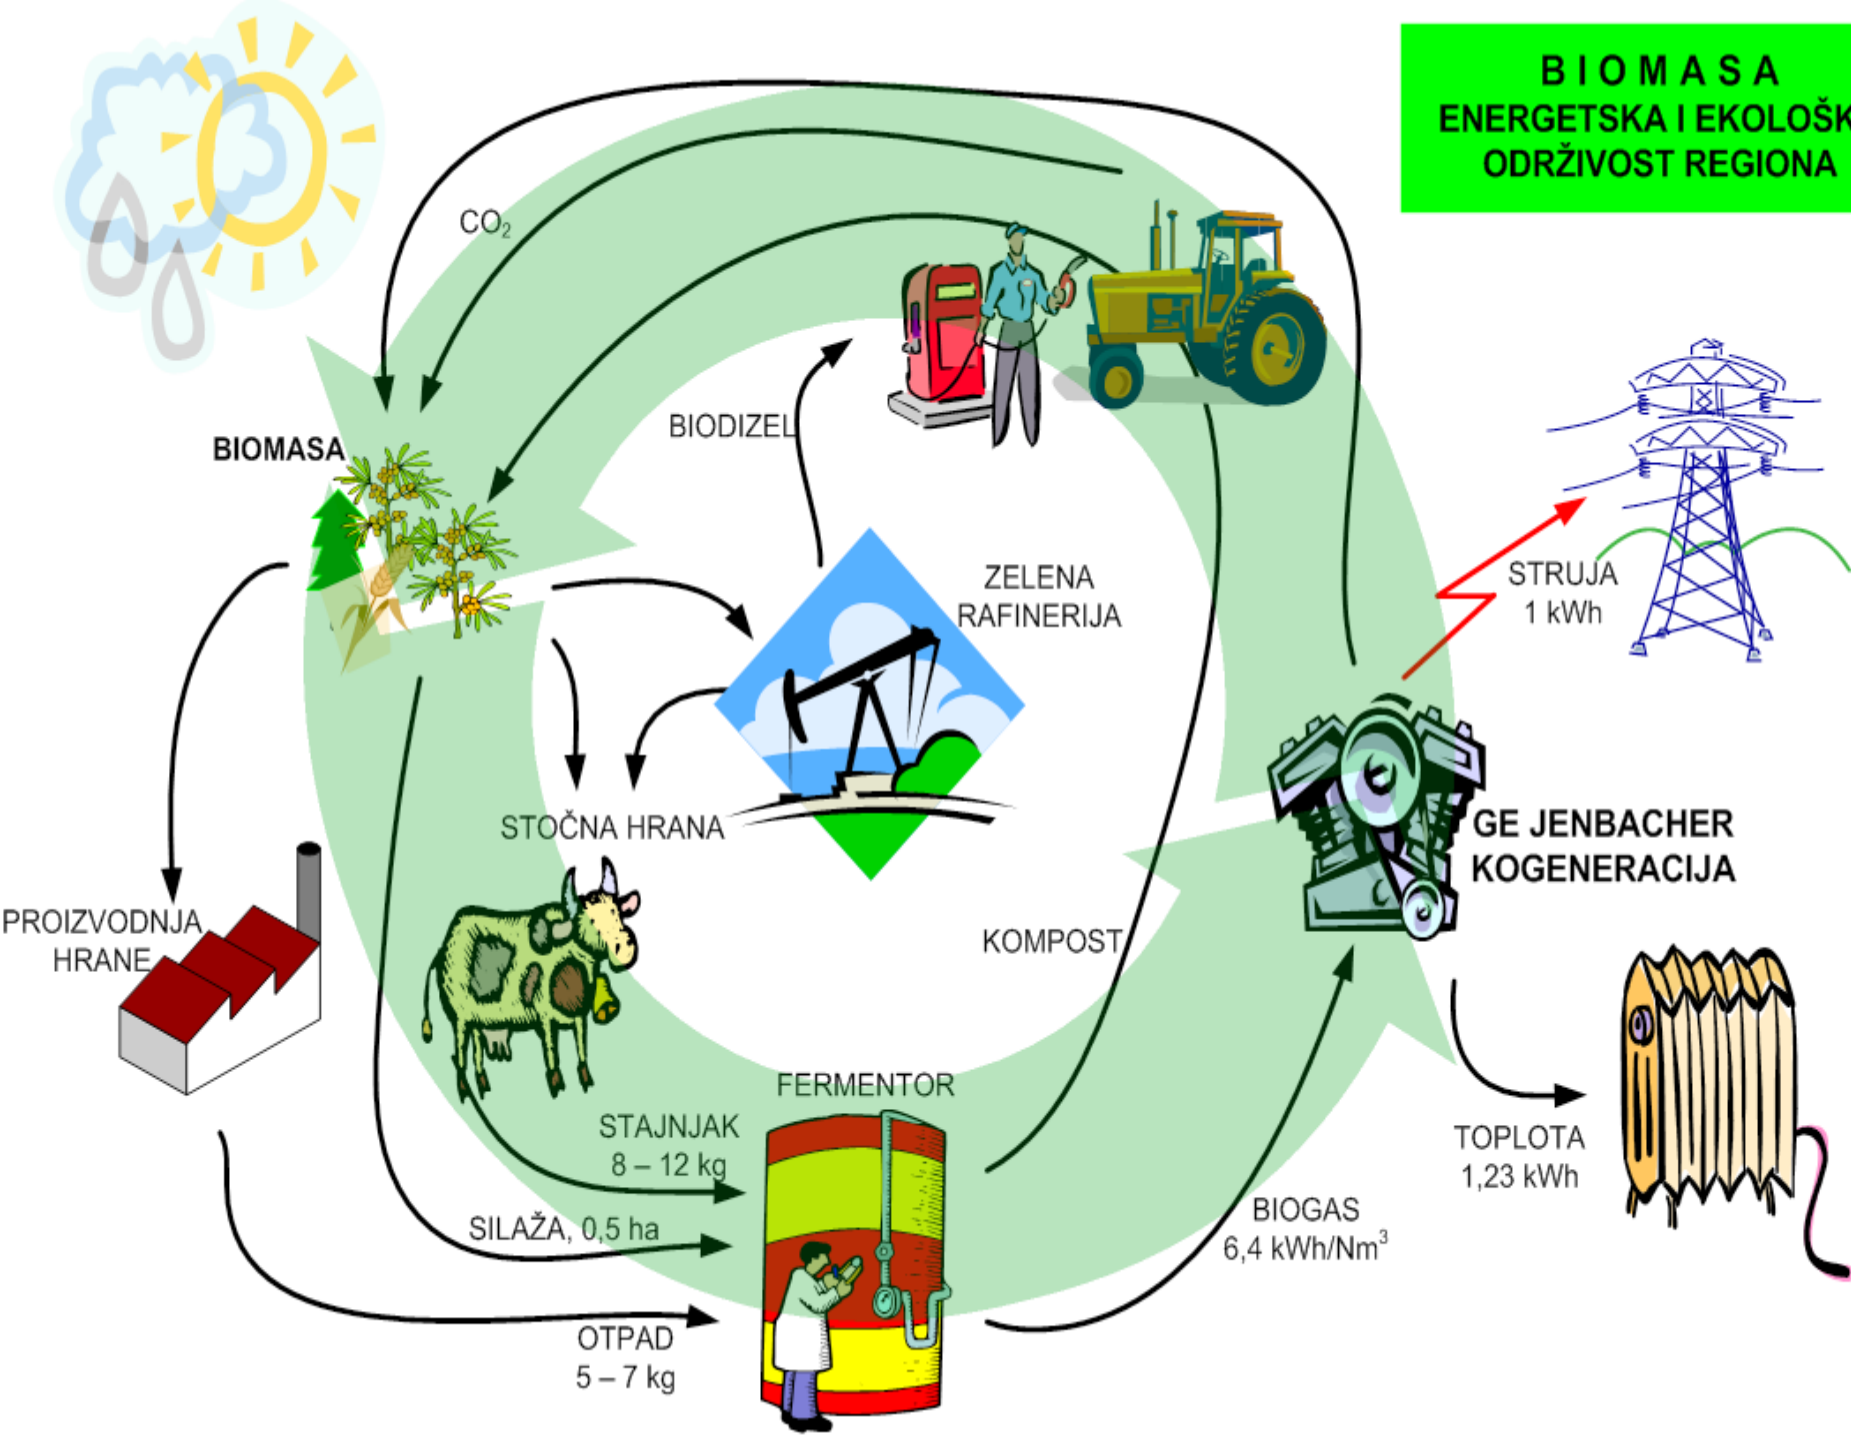 B I O M A S A
ENERGETSKA I EKOLOŠK
ODRŽIVOST REGIONA
CO₂
BIODIZEL
BIOMASA
ZELENA
RAFINERIJA
STRUJA
1 kWh
STOČNA HRANA
GE JENBACHER
KOGENERACIJA
PROIZVODNJA
HRANE
KOMPOST
FERMENTOR
STAJNJAK
8 – 12 kg
TOPLOTA
1,23 kWh
SILAŽA, 0,5 ha
BIOGAS
6,4 kWh/Nm³
OTPAD
5 – 7 kg